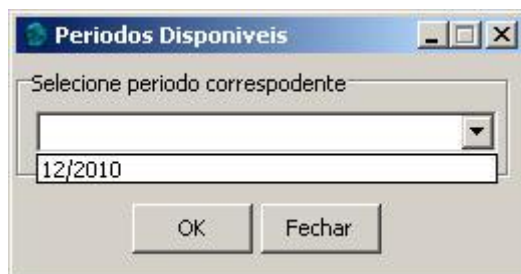 Periodos Disponiveis
Selecione periodo correspodente
12/2010
OK
Fechar